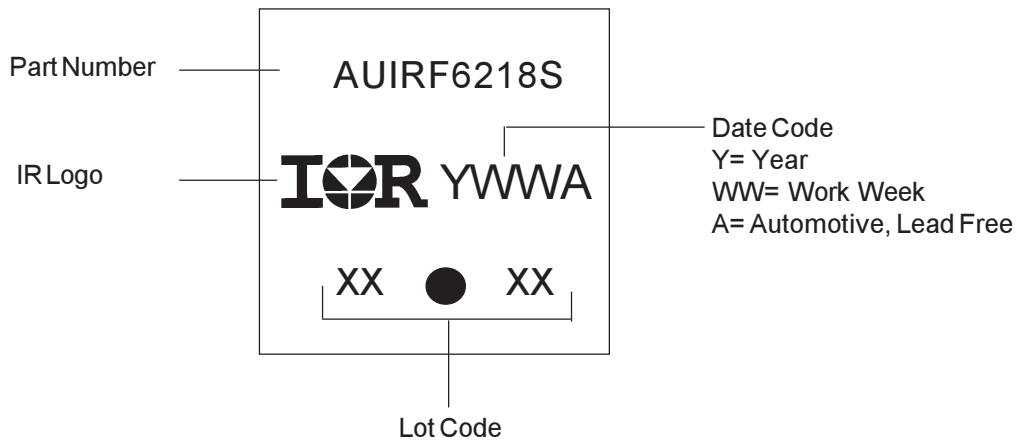 Part Number
AUIRF6218S
IR Logo
IOR YWWA
Date Code
Y= Year
WW= Work Week
A= Automotive, Lead Free
XX ● XX
Lot Code